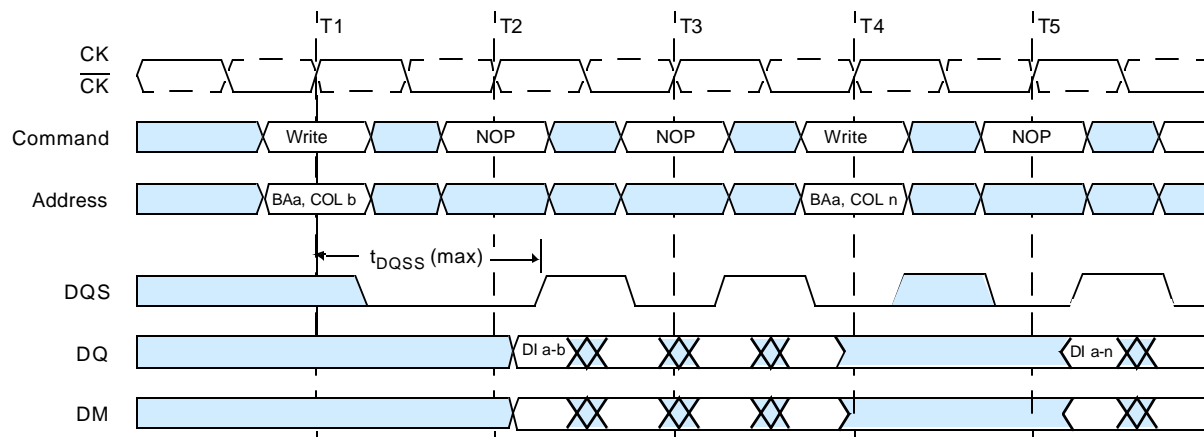 T1 T2 T3 T4 T5
CK
CK
Command Write NOP NOP Write NOP
Address BAa, COL b BAa, COL n
tDQSS (max)
DQS
DQ DI a-b DI a-n
DM